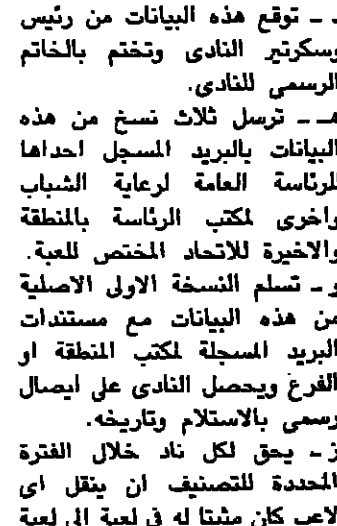 د ـ توقع هذه البيانات من رئيس
وسكرتير النادى وتختم بالخاتم
الرسمى للنادى.
هـ ـ ترسل ثلاث نسخ من هذه
البيانات بالبريد المسجل احداها
للرئاسة العامة لرعاية الشباب
واخرى لمكتب الرئاسة بالمنطقة
والاخيرة للاتحاد المختص للعبة.
و ـ تسلم النسخة الاولى الاصلية
من هذه البيانات مع مستندات
البريد المسجلة لمكتب المنطقة او
الفرع ويحصل النادى على ايصال
رسمى بالاستلام وتاريخه.
ز ـ يحق لكل ناد خلال الفترة
المحددة للتصنيف ان ينقل اى
لاعب كان مثبتا له فى لعبة الى لعبة